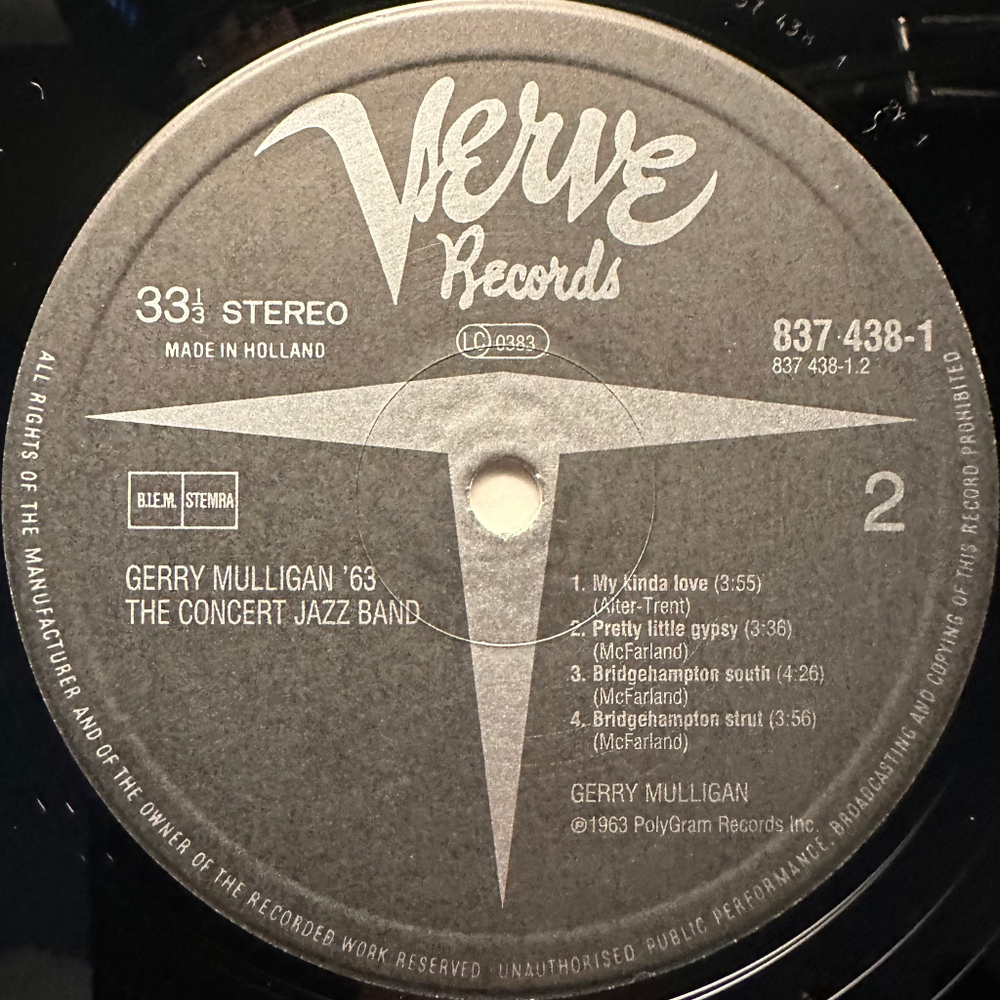 Verve
Records
33⅓ STEREO
MADE IN HOLLAND
LC 0383
837 438-1
837 438-1.2
B.I.E.M. STEMRA
2
GERRY MULLIGAN '63
THE CONCERT JAZZ BAND
1. My kinda love (3:55)
(Alter-Trent)
2. Pretty little gypsy (3:36)
(McFarland)
3. Bridgehampton south (4:26)
(McFarland)
4. Bridgehampton strut (3:56)
(McFarland)
GERRY MULLIGAN
℗1963 PolyGram Records Inc.
ALL RIGHTS OF THE MANUFACTURER AND OF THE OWNER OF THE RECORDED WORK RESERVED · UNAUTHORISED PUBLIC PERFORMANCE, BROADCASTING AND COPYING OF THIS RECORD PROHIBITED